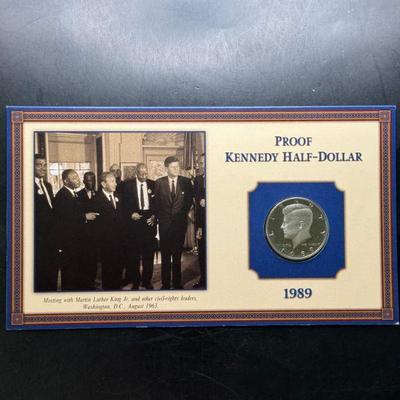 PROOF
KENNEDY HALF-DOLLAR
Meeting with Martin Luther King Jr. and other civil-rights leaders,
Washington, D.C., August 1963.
1989